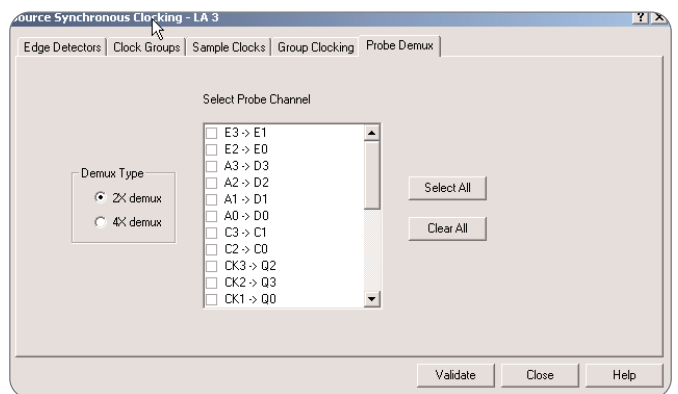 ource Synchronous Clocking - LA 3
Edge Detectors Clock Groups Sample Clocks Group Clocking Probe Demux
Select Probe Channel
E3 -> E1
E2 -> E0
A3 -> D3
A2 -> D2
A1 -> D1
A0 -> D0
C3 -> C1
C2 -> C0
CK3 -> Q2
CK2 -> Q3
CK1 -> Q0
Demux Type
2X demux
4X demux
Select All
Clear All
Validate Close Help